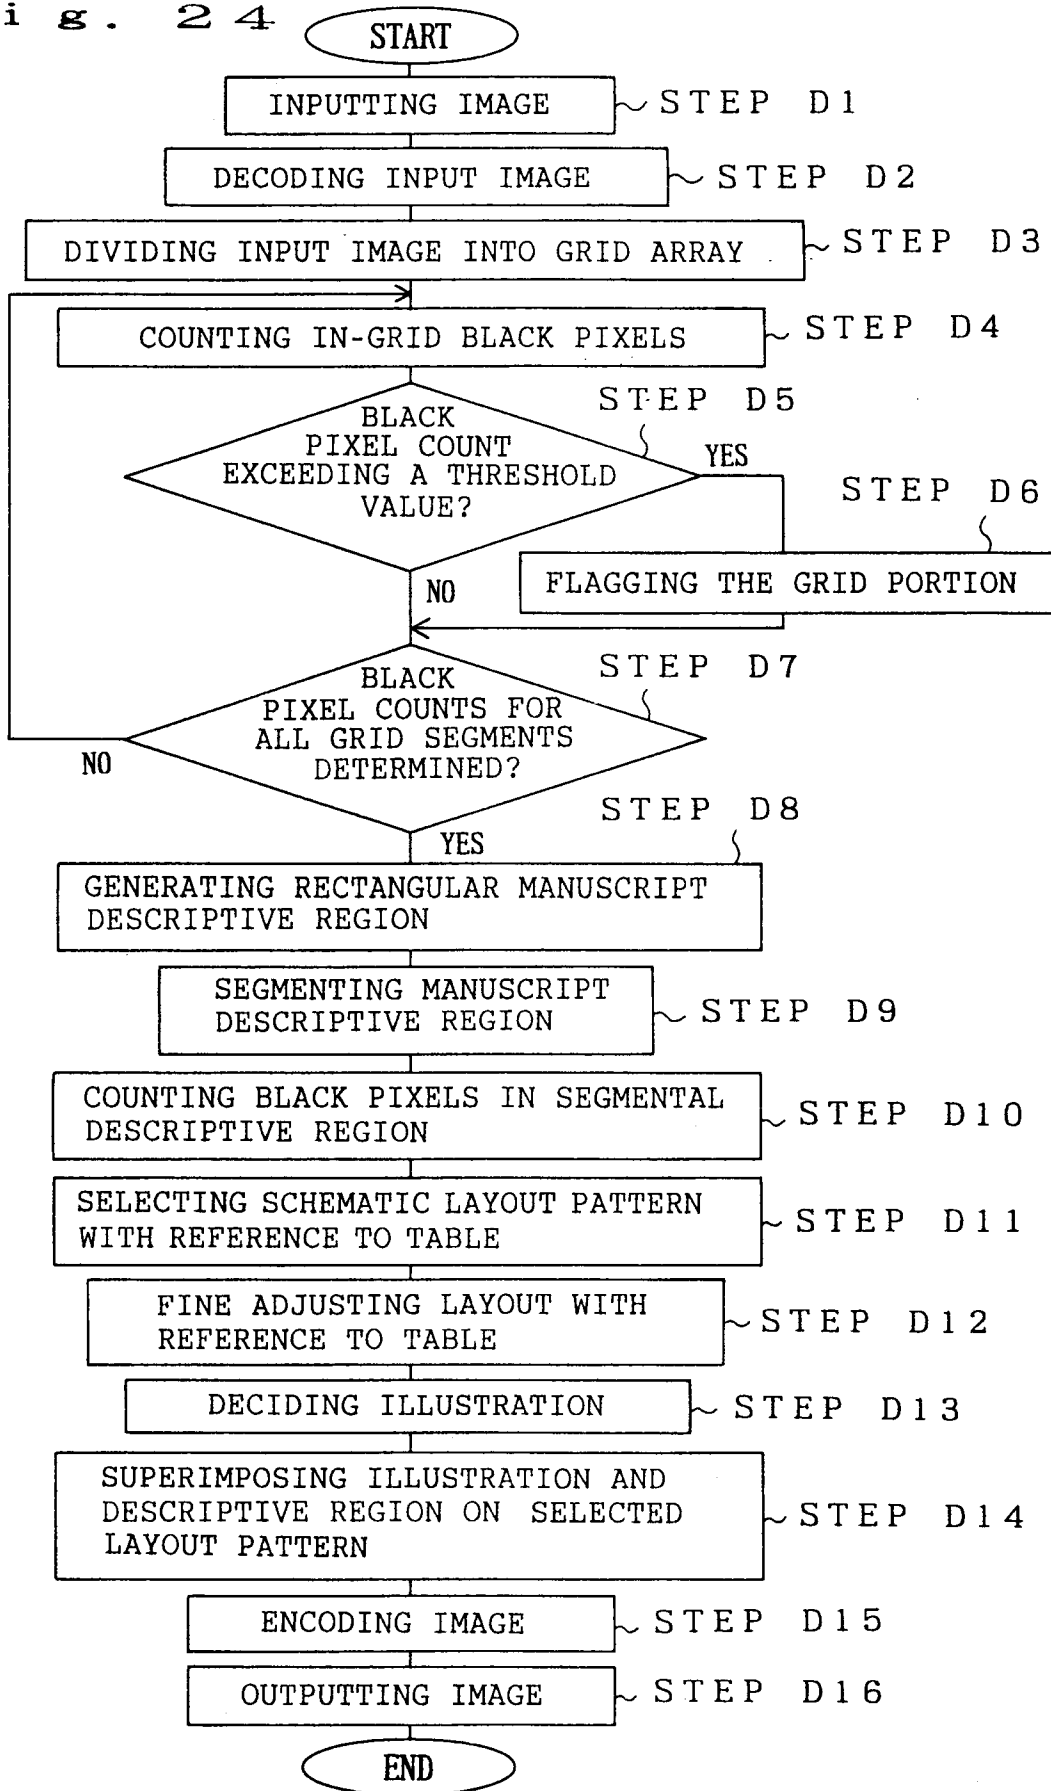 ig. 24
START
INPUTTING IMAGE STEP D1
DECODING INPUT IMAGE STEP D2
DIVIDING INPUT IMAGE INTO GRID ARRAY STEP D3
COUNTING IN-GRID BLACK PIXELS STEP D4
STEP D5
BLACK
PIXEL COUNT
EXCEEDING A THRESHOLD
VALUE?
YES
STEP D6
FLAGGING THE GRID PORTION
NO
STEP D7
BLACK
PIXEL COUNTS FOR
ALL GRID SEGMENTS
DETERMINED?
NO
YES
STEP D8
GENERATING RECTANGULAR MANUSCRIPT
DESCRIPTIVE REGION
SEGMENTING MANUSCRIPT
DESCRIPTIVE REGION
STEP D9
COUNTING BLACK PIXELS IN SEGMENTAL
DESCRIPTIVE REGION
STEP D10
SELECTING SCHEMATIC LAYOUT PATTERN
WITH REFERENCE TO TABLE
STEP D11
FINE ADJUSTING LAYOUT WITH
REFERENCE TO TABLE
STEP D12
DECIDING ILLUSTRATION STEP D13
SUPERIMPOSING ILLUSTRATION AND
DESCRIPTIVE REGION ON SELECTED
LAYOUT PATTERN
STEP D14
ENCODING IMAGE STEP D15
OUTPUTTING IMAGE STEP D16
END